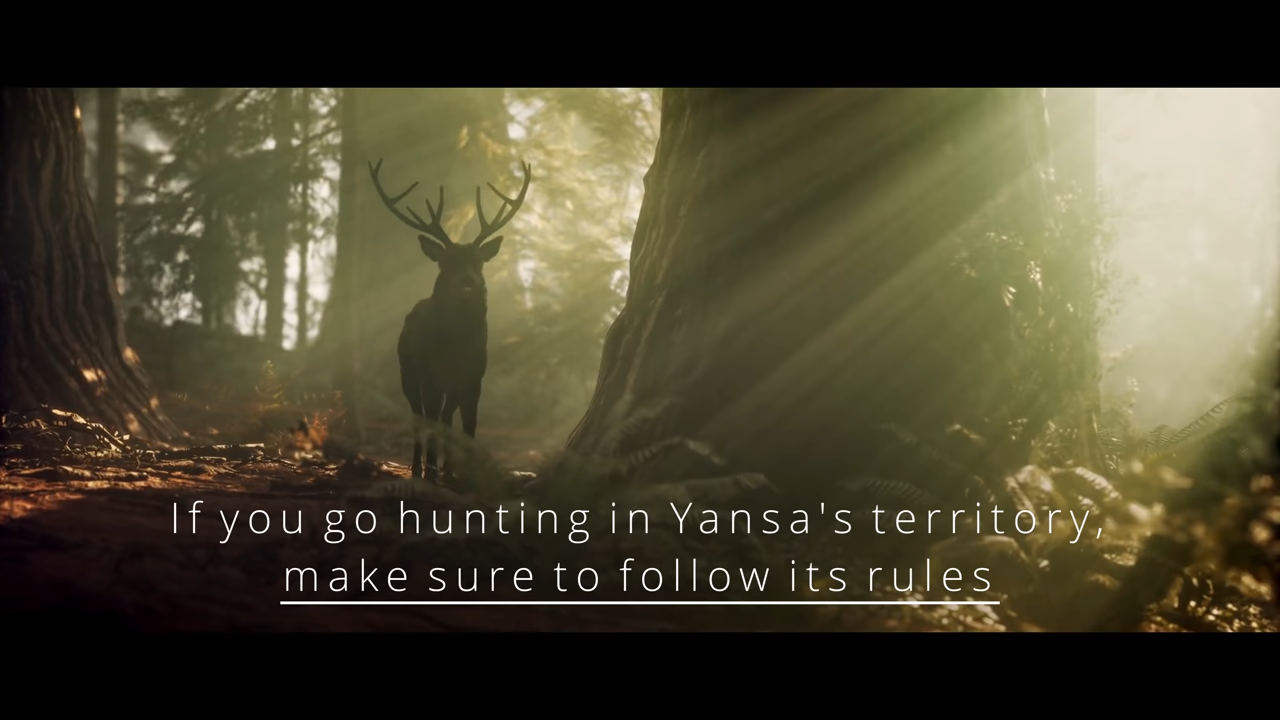 If you go hunting in Yansa's territory,
make sure to follow its rules